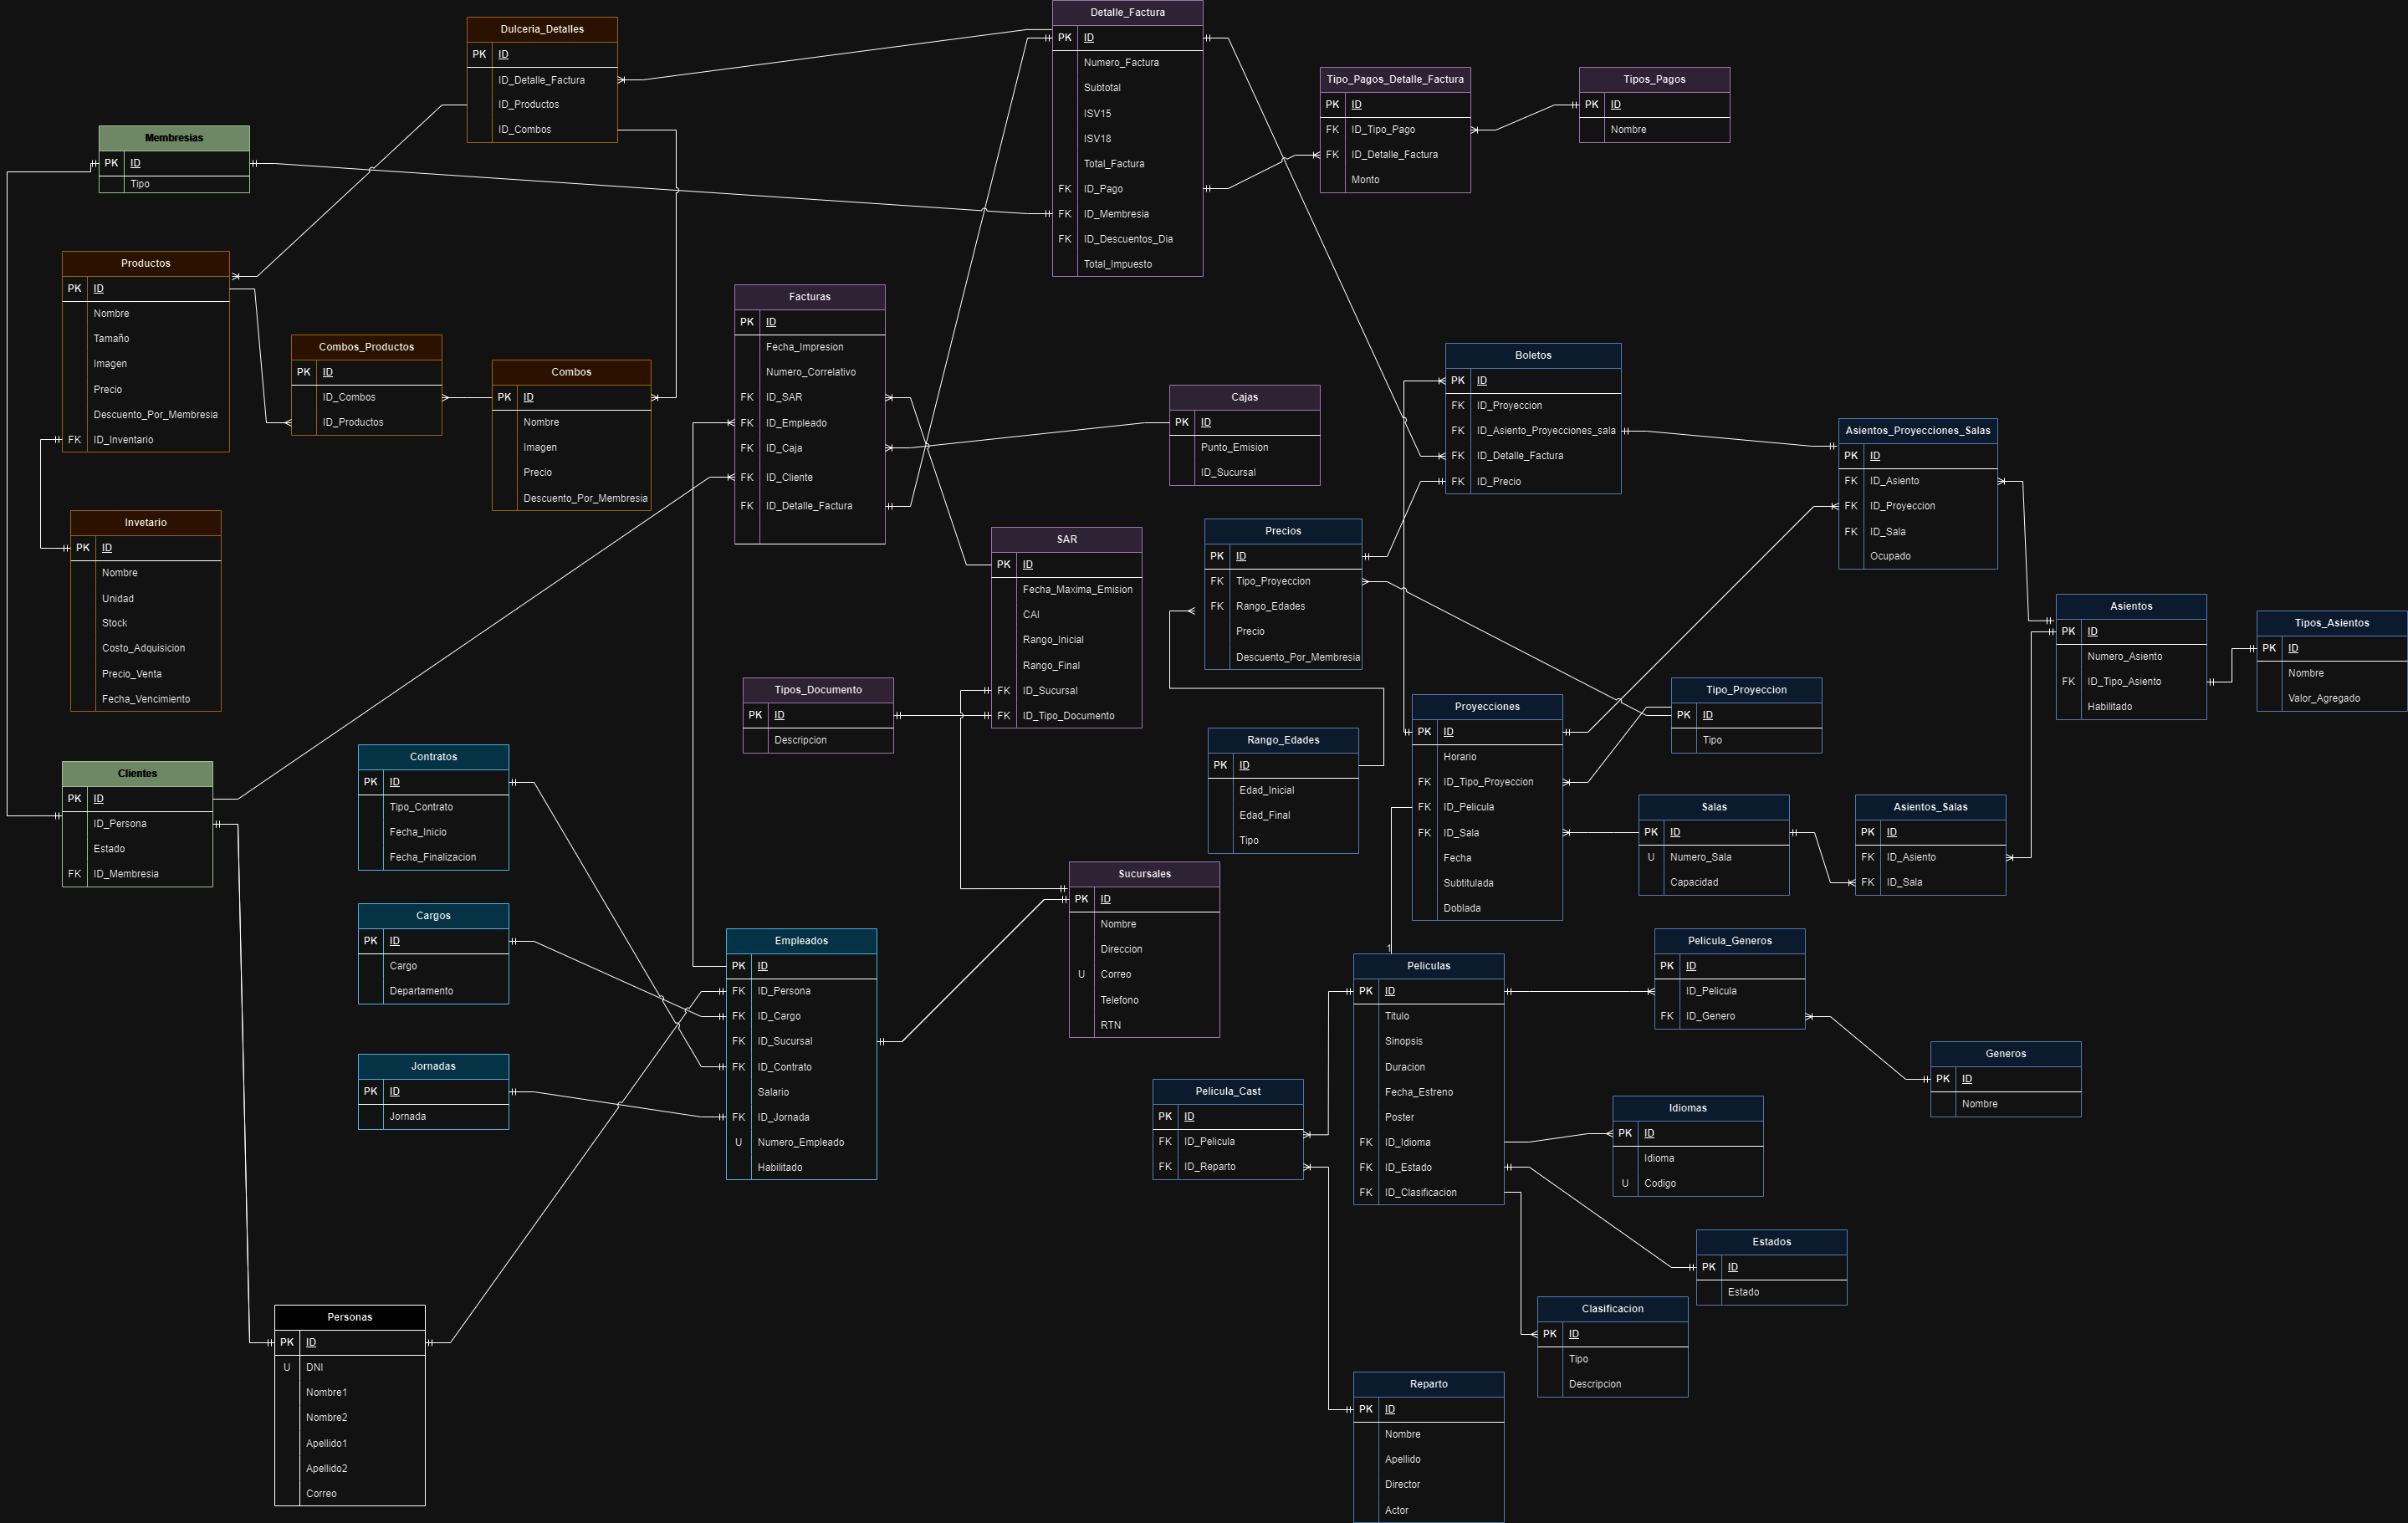 Detalle_Factura
PK ID
Numero_Factura
Subtotal
ISV15
ISV18
Total_Factura
FK ID_Pago
FK ID_Membresia
FK ID_Descuentos_Dia
Total_Impuesto
Dulceria_Detalles
PK ID
ID_Detalle_Factura
ID_Productos
ID_Combos
Tipo_Pagos_Detalle_Factura
PK ID
FK ID_Tipo_Pago
FK ID_Detalle_Factura
Monto
Tipos_Pagos
PK ID
Nombre
Membresias
PK ID
Tipo
Productos
PK ID
Nombre
Tamaño
Imagen
Precio
Descuento_Por_Membresia
FK ID_Inventario
Combos_Productos
PK ID
ID_Combos
ID_Productos
Combos
PK ID
Nombre
Imagen
Precio
Descuento_Por_Membresia
Facturas
PK ID
Fecha_Impresion
Numero_Correlativo
FK ID_SAR
FK ID_Empleado
FK ID_Caja
FK ID_Cliente
FK ID_Detalle_Factura
Cajas
PK ID
Punto_Emision
ID_Sucursal
Boletos
PK ID
FK ID_Proyeccion
FK ID_Asiento_Proyecciones_sala
FK ID_Detalle_Factura
FK ID_Precio
Asientos_Proyecciones_Salas
PK ID
FK ID_Asiento
FK ID_Proyeccion
FK ID_Sala
Ocupado
Invetario
PK ID
Nombre
Unidad
Stock
Costo_Adquisicion
Precio_Venta
Fecha_Vencimiento
SAR
PK ID
Fecha_Maxima_Emision
CAI
Rango_Inicial
Rango_Final
FK ID_Sucursal
FK ID_Tipo_Documento
Precios
PK ID
FK Tipo_Proyeccion
FK Rango_Edades
Precio
Descuento_Por_Membresia
Asientos
PK ID
Numero_Asiento
FK ID_Tipo_Asiento
Habilitado
Tipos_Asientos
PK ID
Nombre
Valor_Agregado
Tipos_Documento
PK ID
Descripcion
Tipo_Proyeccion
PK ID
Tipo
Proyecciones
PK ID
Horario
FK ID_Tipo_Proyeccion
FK ID_Pelicula
FK ID_Sala
Fecha
Subtitulada
Doblada
Rango_Edades
PK ID
Edad_Inicial
Edad_Final
Tipo
Contratos
PK ID
Tipo_Contrato
Fecha_Inicio
Fecha_Finalizacion
Clientes
PK ID
ID_Persona
Estado
FK ID_Membresia
Salas
PK ID
U Numero_Sala
Capacidad
Asientos_Salas
PK ID
FK ID_Asiento
FK ID_Sala
Sucursales
PK ID
Nombre
Direccion
U Correo
Telefono
RTN
Cargos
PK ID
Cargo
Departamento
Empleados
PK ID
FK ID_Persona
FK ID_Cargo
FK ID_Sucursal
FK ID_Contrato
Salario
FK ID_Jornada
U Numero_Empleado
Habilitado
1
Peliculas
PK ID
Titulo
Sinopsis
Duracion
Fecha_Estreno
Poster
FK ID_Idioma
FK ID_Estado
FK ID_Clasificacion
Pelicula_Generos
PK ID
ID_Pelicula
FK ID_Genero
Generos
PK ID
Nombre
Jornadas
PK ID
Jornada
Pelicula_Cast
PK ID
FK ID_Pelicula
FK ID_Reparto
Idiomas
PK ID
Idioma
U Codigo
Estados
PK ID
Estado
Clasificacion
PK ID
Tipo
Descripcion
Personas
PK ID
U DNI
Nombre1
Nombre2
Apellido1
Apellido2
Correo
Reparto
PK ID
Nombre
Apellido
Director
Actor